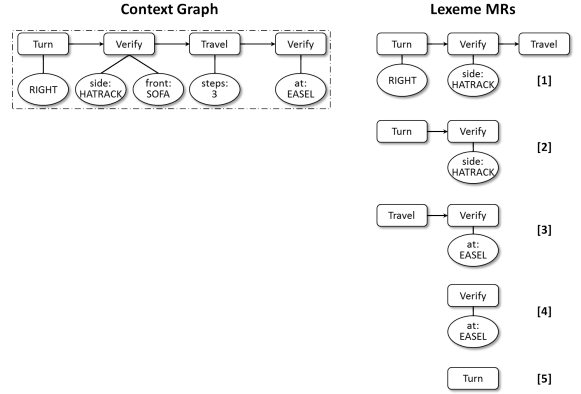 Context Graph
Lexeme MRs
Turn Verify Travel Verify
RIGHT
side:
HATRACK
front:
SOFA
steps:
3
at:
EASEL
Turn Verify Travel
RIGHT
side:
HATRACK
[1]
Turn Verify
side:
HATRACK
[2]
Travel Verify
at:
EASEL
[3]
Verify
at:
EASEL
[4]
Turn
[5]